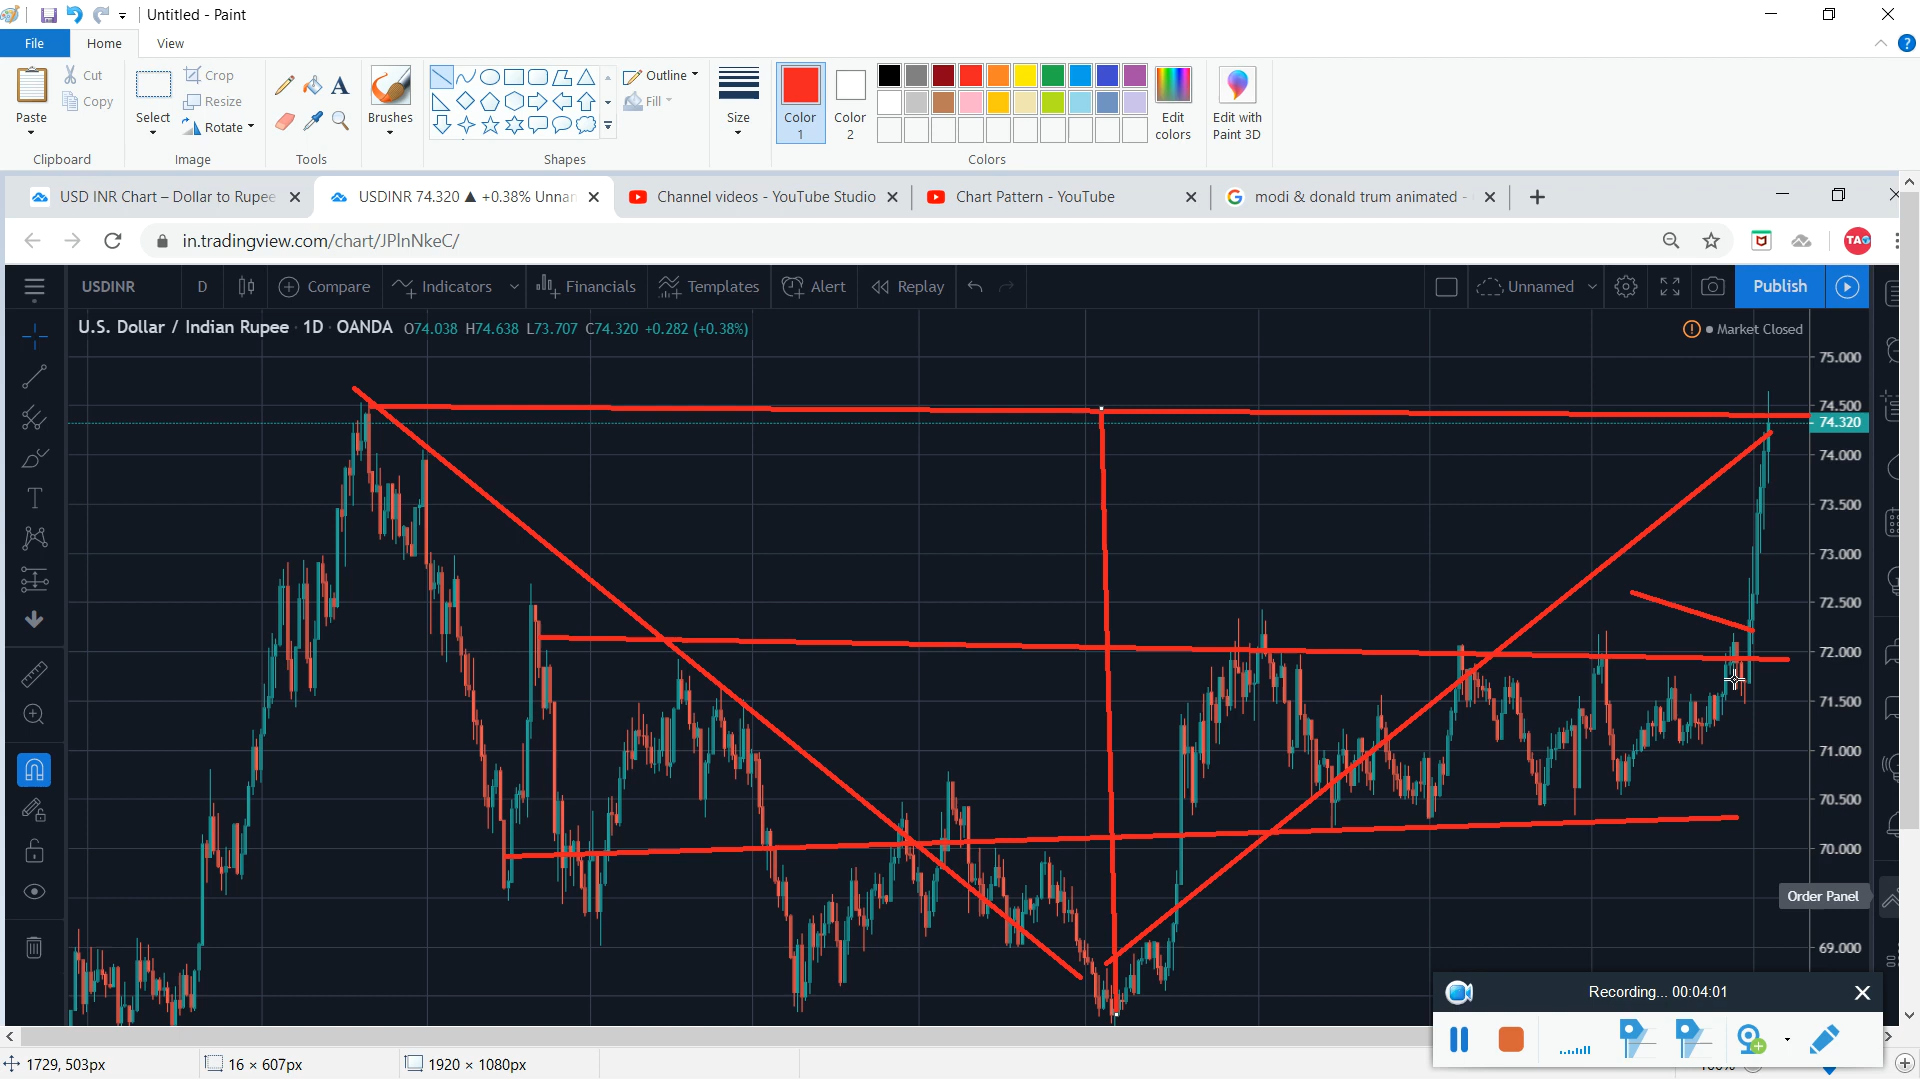 Untitled - Paint
File Home View
Paste
Cut
Copy
Clipboard
Select
Crop
Resize
Rotate
Image
Tools
Brushes
Shapes
Outline
Fill
Size
Color 1
Color 2
Edit colors
Edit with Paint 3D
Colors
USD INR Chart – Dollar to Rupee
USDINR 74.320 ▲ +0.38% Unnan
Channel videos - YouTube Studio
Chart Pattern - YouTube
modi & donald trum animated -
in.tradingview.com/chart/JPlnNkeC/
TA
USDINR D Compare Indicators Financials Templates Alert Replay Unnamed Publish
U.S. Dollar / Indian Rupee 1D OANDA O74.038 H74.638 L73.707 C74.320 +0.282 (+0.38%)
Market Closed
75.000
74.500
74.320
74.000
73.500
73.000
72.500
72.000
71.500
71.000
70.500
70.000
Order Panel
69.000
Recording... 00:04:01
1729, 503px
16 × 607px
1920 × 1080px